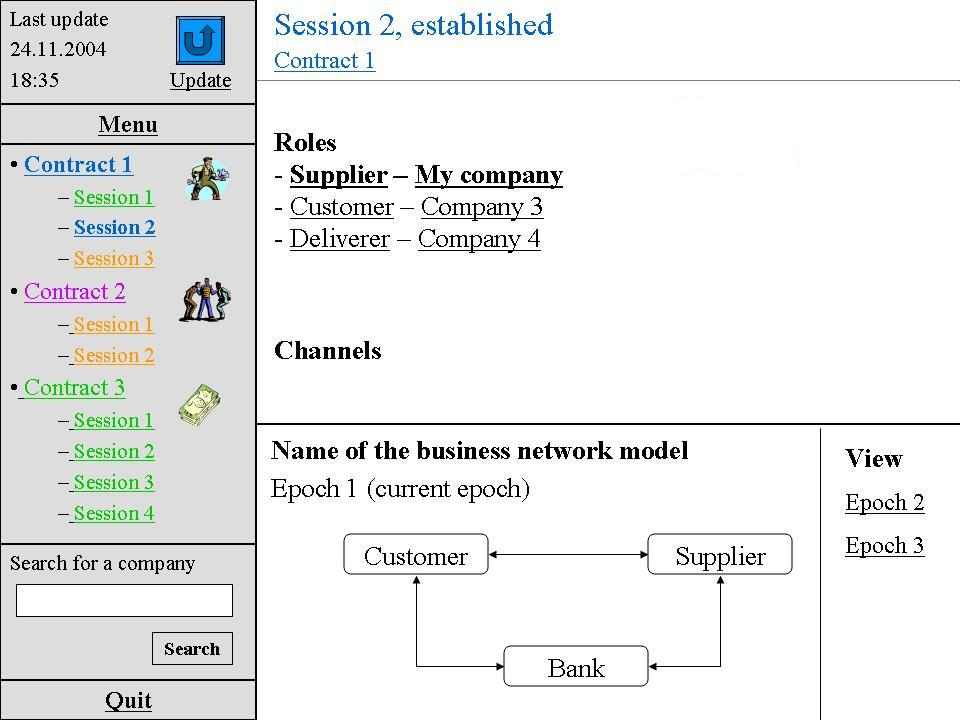 Last update
24.11.2004
18:35
Update
Menu
• Contract 1
– Session 1
– Session 2
– Session 3
• Contract 2
– Session 1
– Session 2
• Contract 3
– Session 1
– Session 2
– Session 3
– Session 4
Search for a company
Search
Quit
Session 2, established
Contract 1
Roles
- Supplier – My company
- Customer – Company 3
- Deliverer – Company 4
Channels
Name of the business network model
Epoch 1 (current epoch)
Customer
Supplier
Bank
View
Epoch 2
Epoch 3